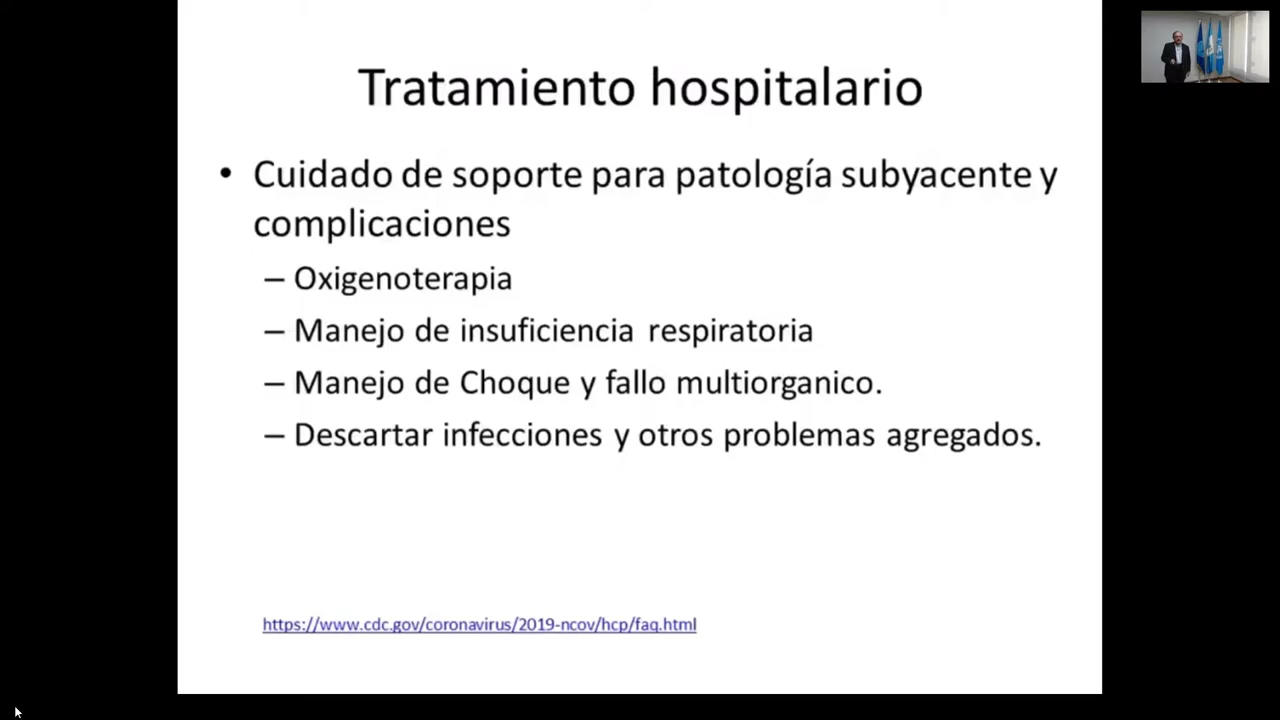 Tratamiento hospitalario
• Cuidado de soporte para patología subyacente y
complicaciones
– Oxigenoterapia
– Manejo de insuficiencia respiratoria
– Manejo de Choque y fallo multiorganico.
– Descartar infecciones y otros problemas agregados.
https://www.cdc.gov/coronavirus/2019-ncov/hcp/faq.html